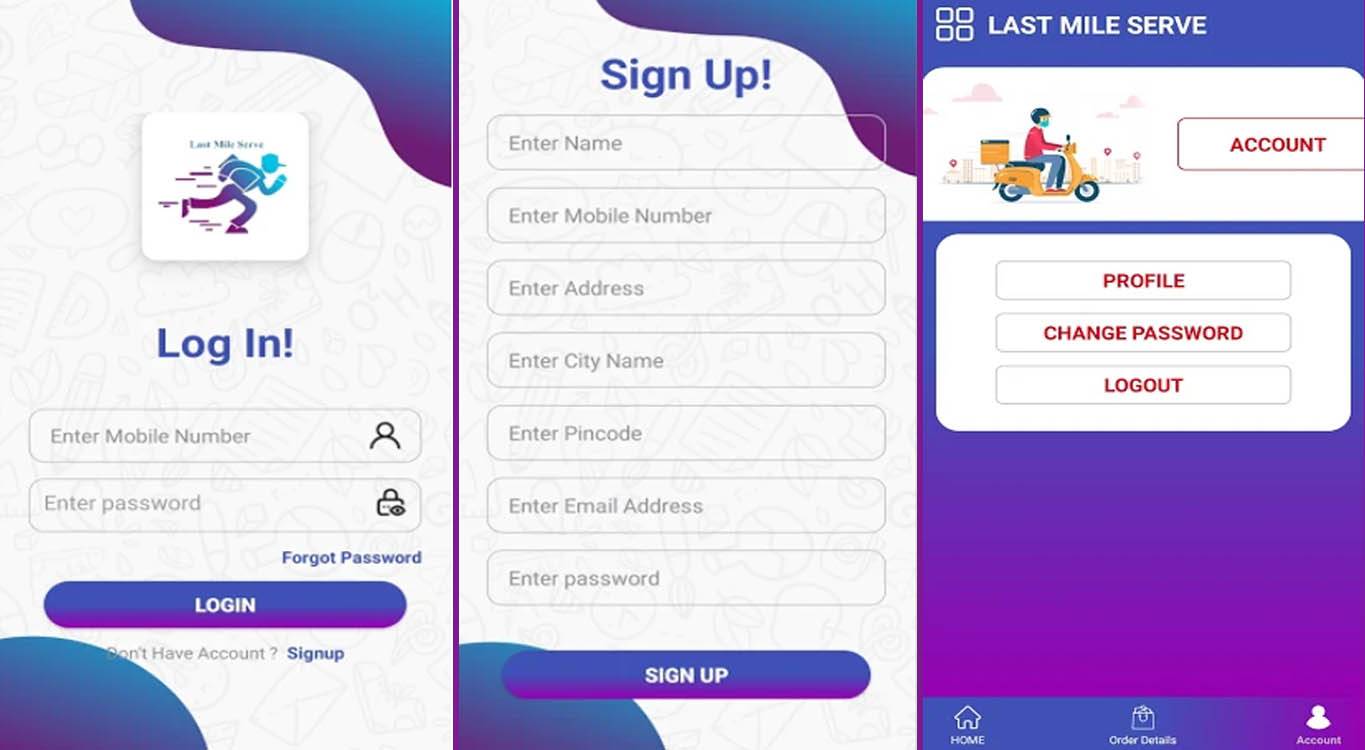 Last Mile Serve
Log In!
Enter Mobile Number
Enter password
Forgot Password
LOGIN
Don't Have Account ? Signup
Sign Up!
Enter Name
Enter Mobile Number
Enter Address
Enter City Name
Enter Pincode
Enter Email Address
Enter password
SIGN UP
LAST MILE SERVE
ACCOUNT
PROFILE
CHANGE PASSWORD
LOGOUT
HOME
Order Details
Account